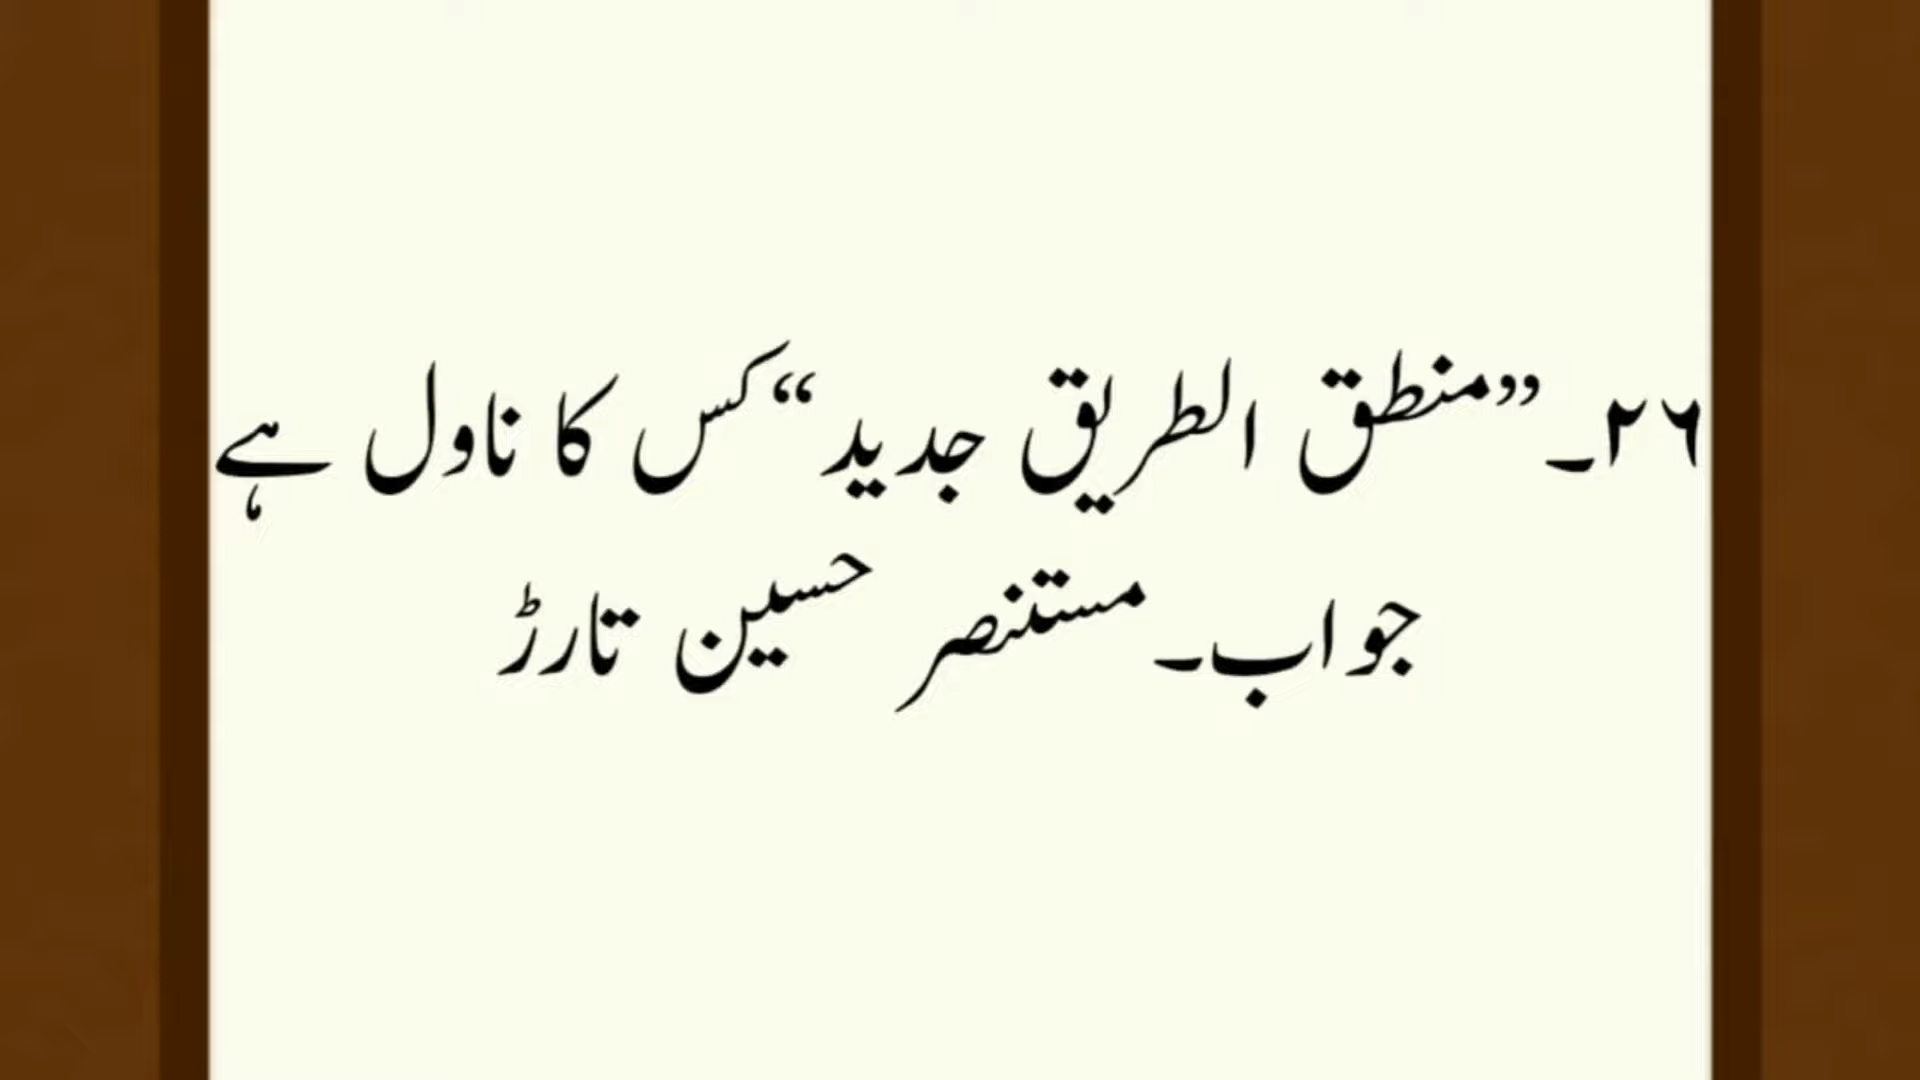 ۲۶۔”منطق الطریق جدید“کس کا ناول ہے
جواب۔مستنصر حسین تارڑ